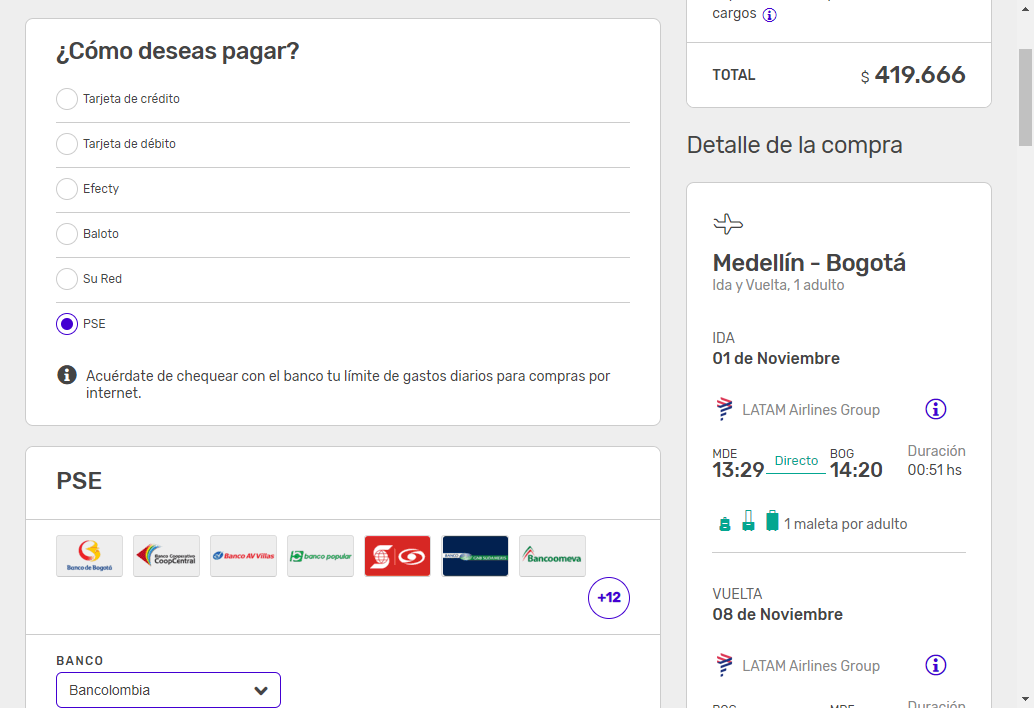 ¿Cómo deseas pagar?
Tarjeta de crédito
Tarjeta de débito
Efecty
Baloto
Su Red
PSE
Acuérdate de chequear con el banco tu límite de gastos diarios para compras por
internet.
PSE
Banco de Bogotá
Banco Cooperativo
CoopCentral
Banco AV Villas
banco popular
Bancoomeva
+12
BANCO
Bancolombia
cargos
TOTAL
$ 419.666
Detalle de la compra
Medellín - Bogotá
Ida y Vuelta, 1 adulto
IDA
01 de Noviembre
LATAM Airlines Group
MDE
13:29
Directo
BOG
14:20
Duración
00:51 hs
1 maleta por adulto
VUELTA
08 de Noviembre
LATAM Airlines Group
BOG
MDE
Duración